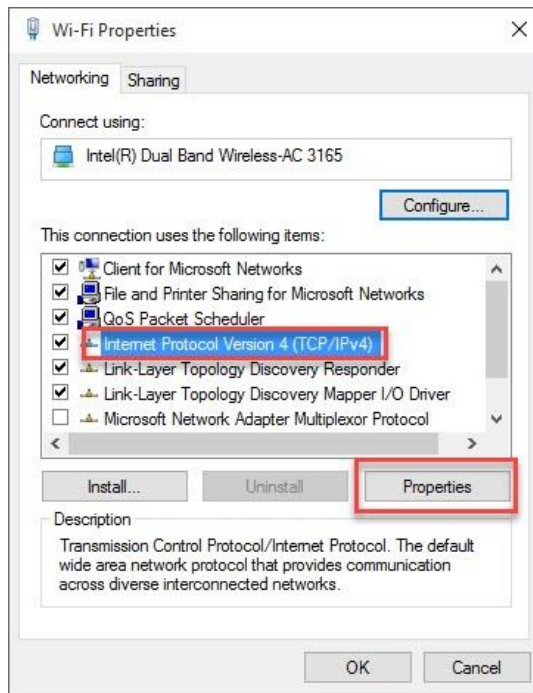 Wi-Fi Properties
Networking
Sharing
Connect using:
Intel(R) Dual Band Wireless-AC 3165
Configure...
This connection uses the following items:
Client for Microsoft Networks
File and Printer Sharing for Microsoft Networks
QoS Packet Scheduler
Internet Protocol Version 4 (TCP/IPv4)
Link-Layer Topology Discovery Responder
Link-Layer Topology Discovery Mapper I/O Driver
Microsoft Network Adapter Multiplexor Protocol
Install...
Uninstall
Properties
Description
Transmission Control Protocol/Internet Protocol. The default
wide area network protocol that provides communication
across diverse interconnected networks.
OK
Cancel